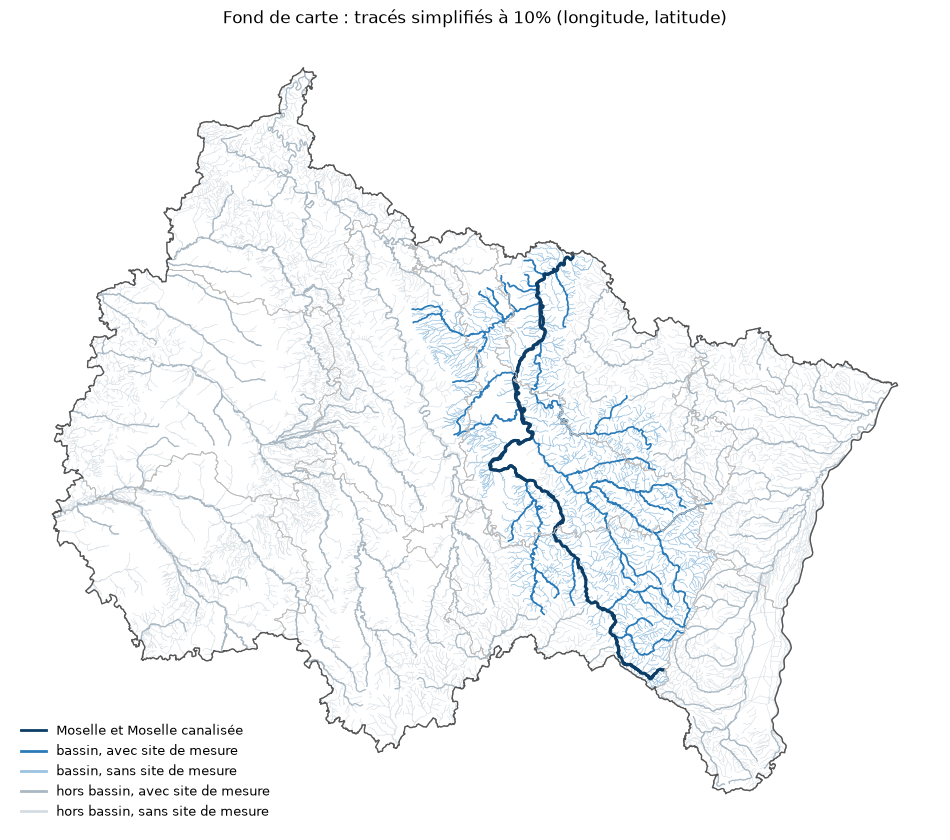 Fond de carte : tracés simplifiés à 10% (longitude, latitude)
Moselle et Moselle canalisée
bassin, avec site de mesure
bassin, sans site de mesure
hors bassin, avec site de mesure
hors bassin, sans site de mesure